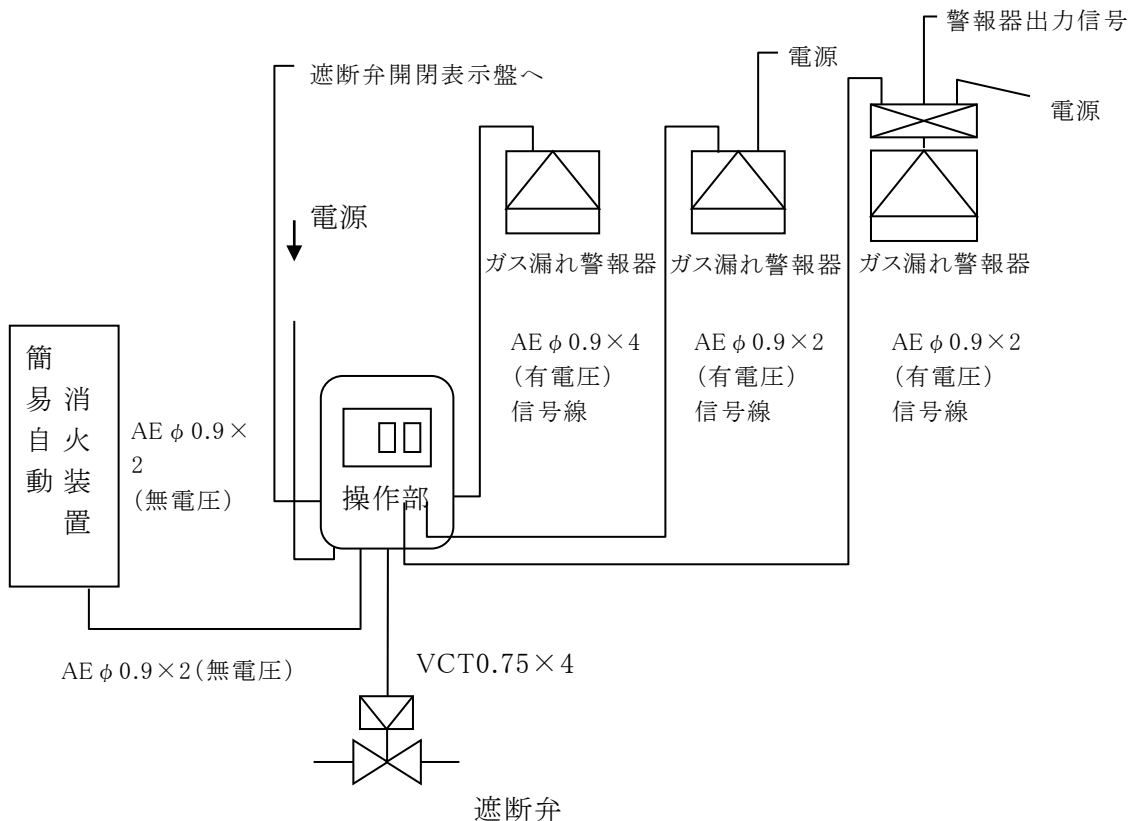 警報器出力信号
電源
遮断弁開閉表示盤へ
電源
電源
ガス漏れ警報器
ガス漏れ警報器
ガス漏れ警報器
AEφ0.9×4
(有電圧)
信号線
AEφ0.9×2
(有電圧)
信号線
AEφ0.9×2
(有電圧)
信号線
簡易自動
消火装置
AEφ0.9×
2
(無電圧)
操作部
AEφ0.9×2(無電圧)
VCT0.75×4
遮断弁